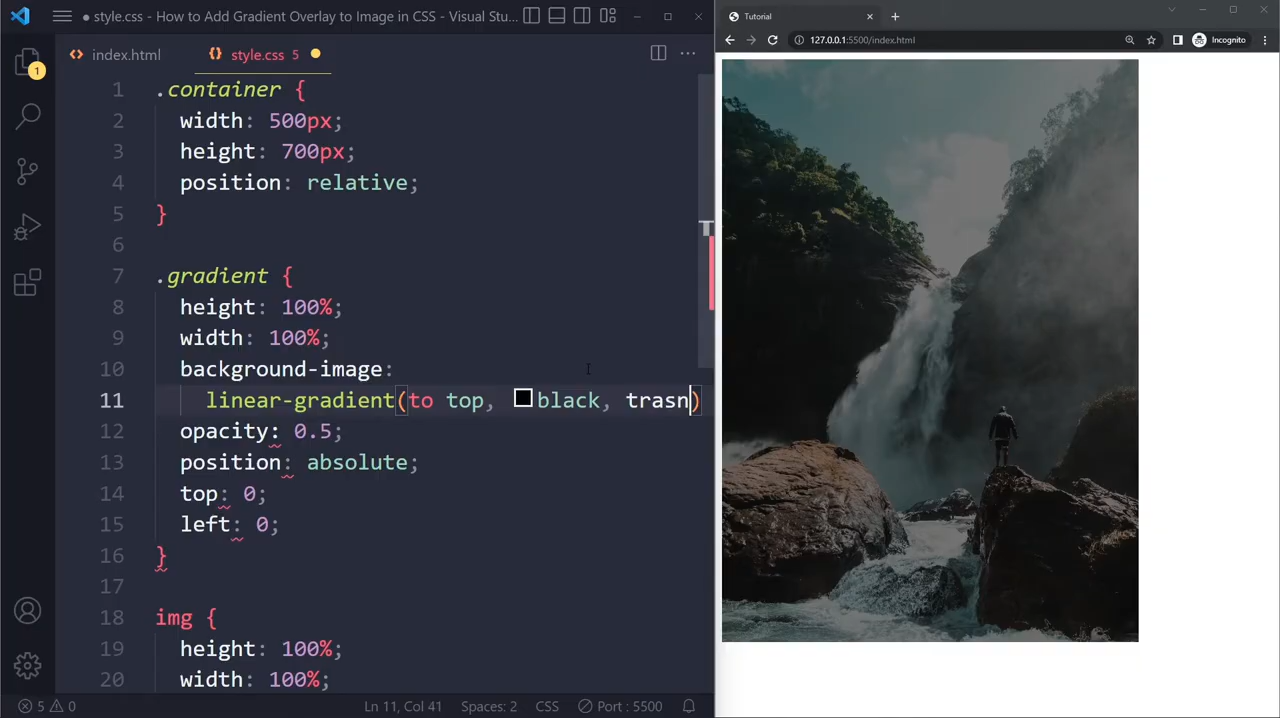 style.css - How to Add Gradient Overlay to Image in CSS - Visual Stu...
Tutorial
index.html
style.css 5
127.0.0.1:5500/index.html
Incognito
1
1 .container {
2 width: 500px;
3 height: 700px;
4 position: relative;
5 }
6
7 .gradient {
8 height: 100%;
9 width: 100%;
10 background-image:
11 linear-gradient(to top, black, trasn)
12 opacity: 0.5;
13 position: absolute;
14 top: 0;
15 left: 0;
16 }
17
18 img {
19 height: 100%;
20 width: 100%;
5 0
Ln 11, Col 41
Spaces: 2
CSS
Port : 5500